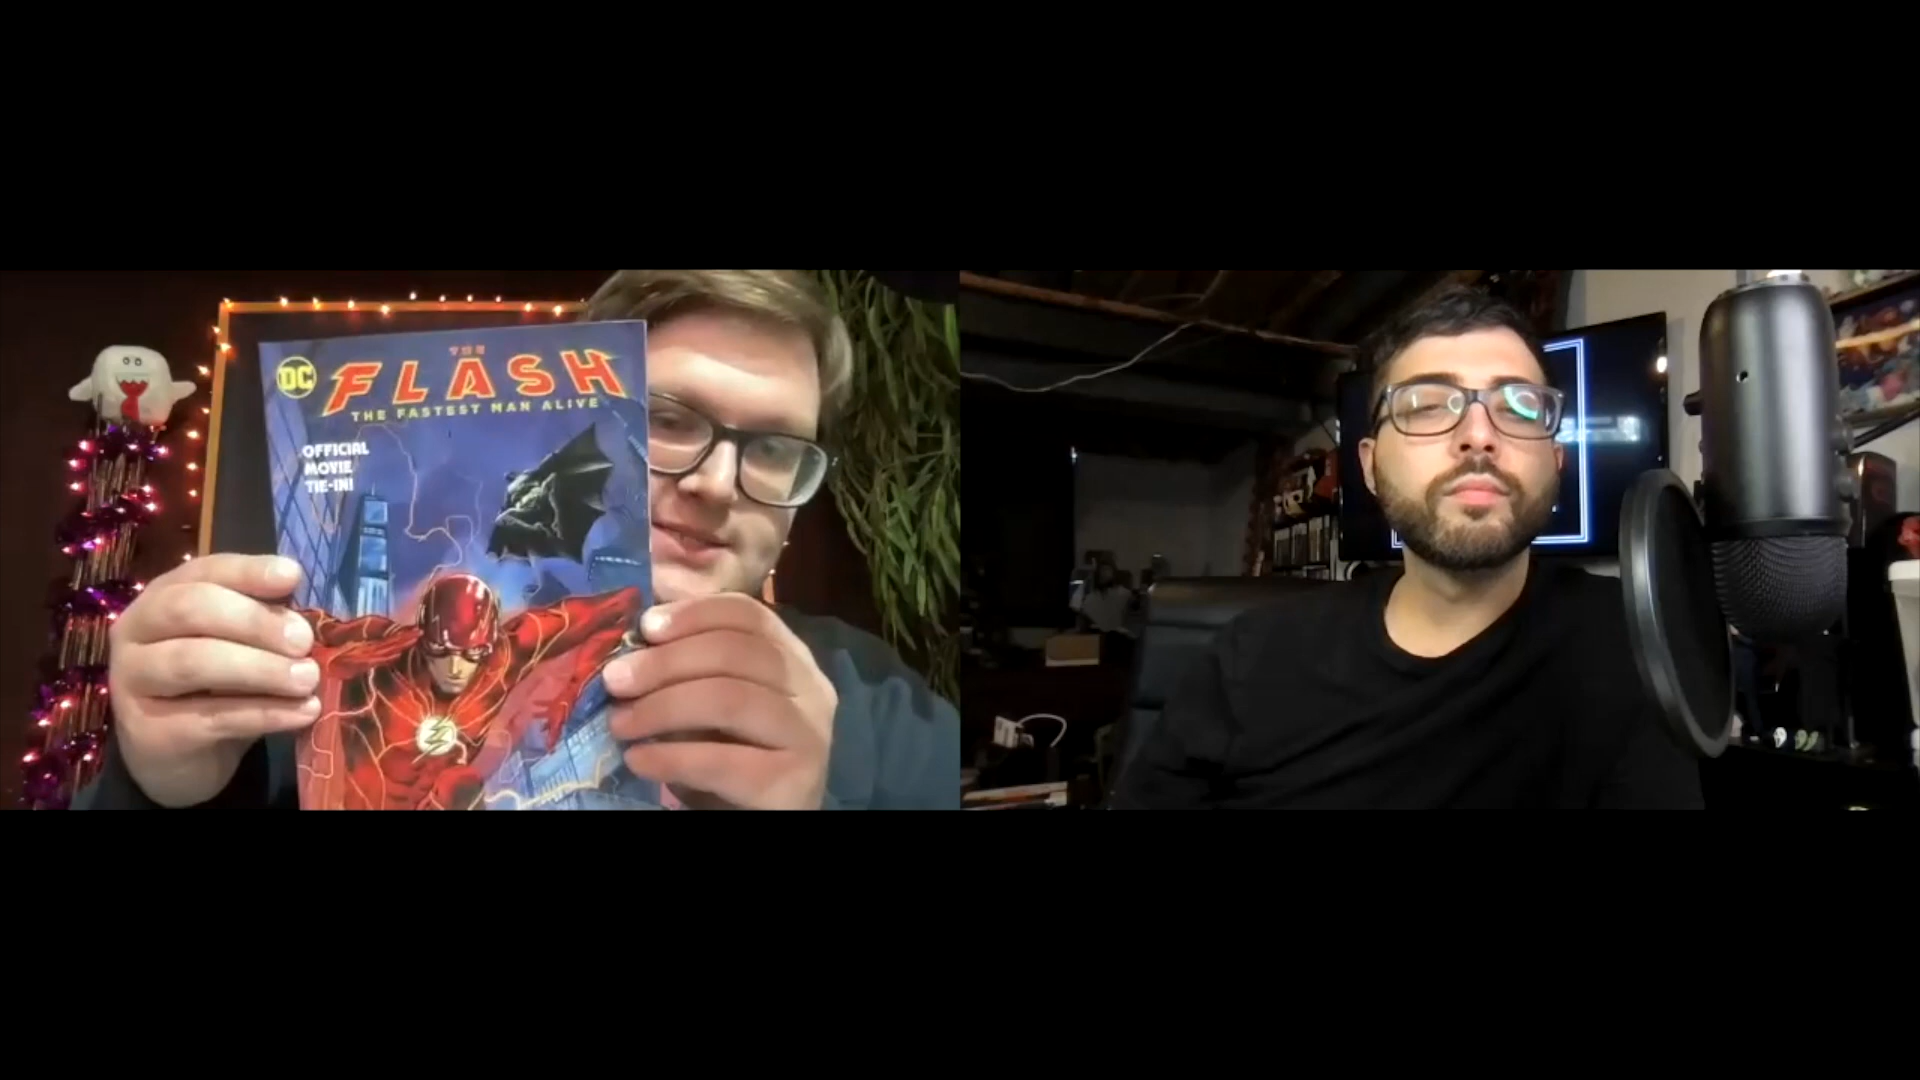 DC
THE
FLASH
THE FASTEST MAN ALIVE
OFFICIAL
MOVIE
TIE-IN!